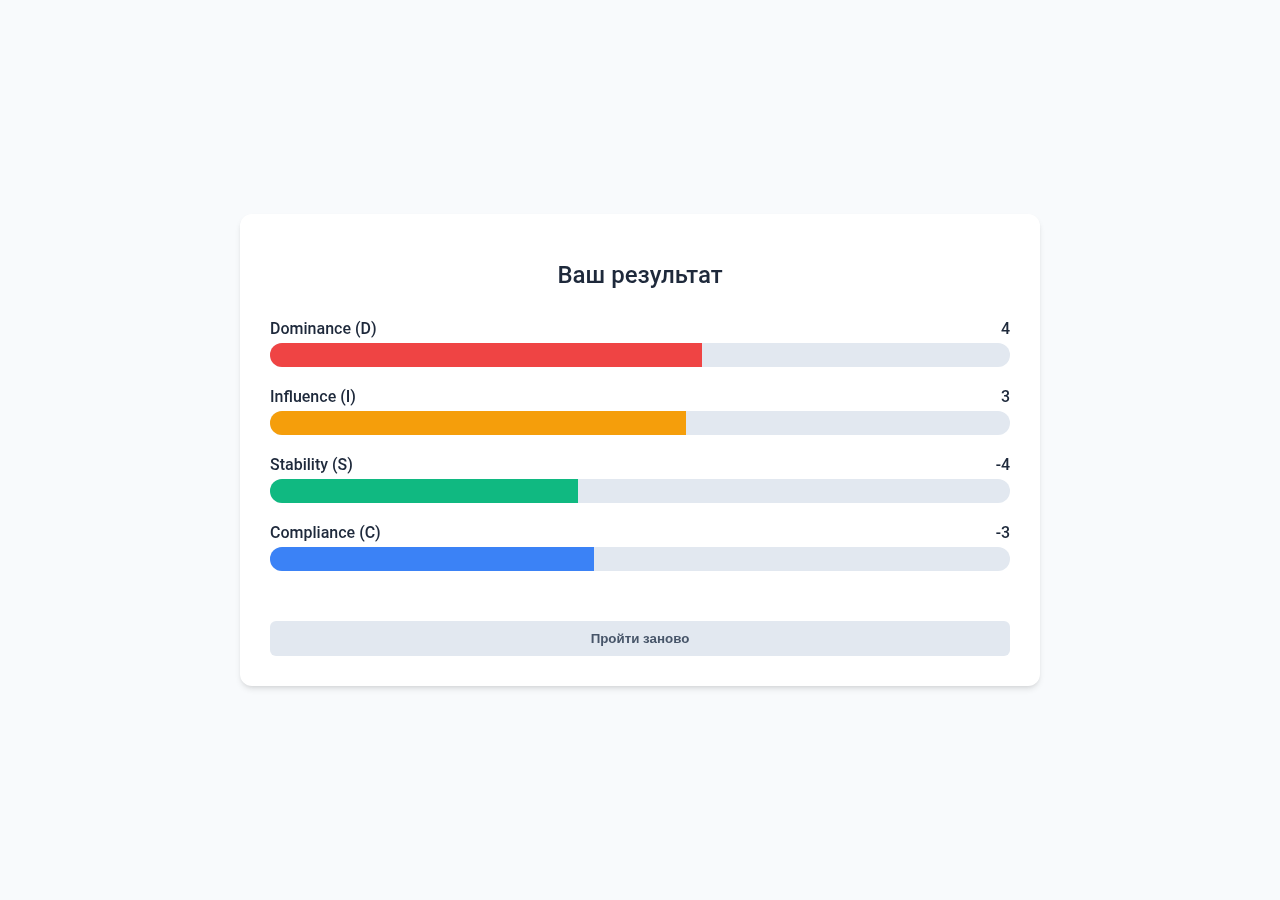 Ваш результат
Dominance (D) 4
Influence (I) 3
Stability (S) -4
Compliance (C) -3
Пройти заново